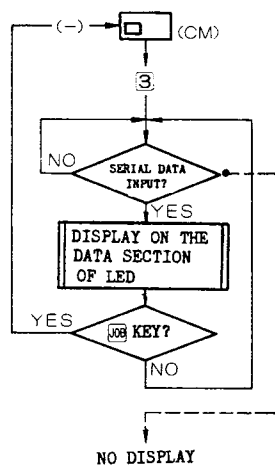 (-)
(CM)
3
NO
SERIAL DATA
INPUT?
YES
DISPLAY ON THE
DATA SECTION
OF LED
YES
JOB KEY?
NO
NO DISPLAY